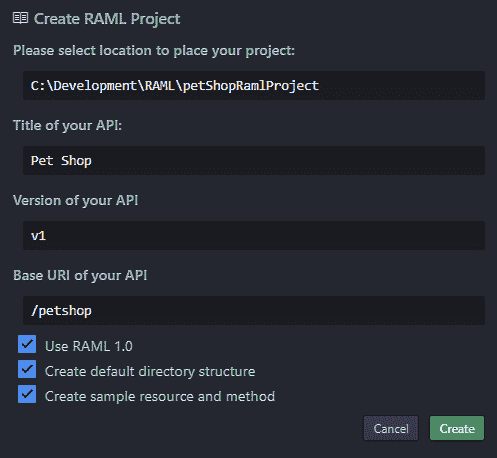 Create RAML Project
Please select location to place your project:
C:\Development\RAML\petShopRamlProject
Title of your API:
Pet Shop
Version of your API
v1
Base URI of your API
/petshop
Use RAML 1.0
Create default directory structure
Create sample resource and method
Cancel Create